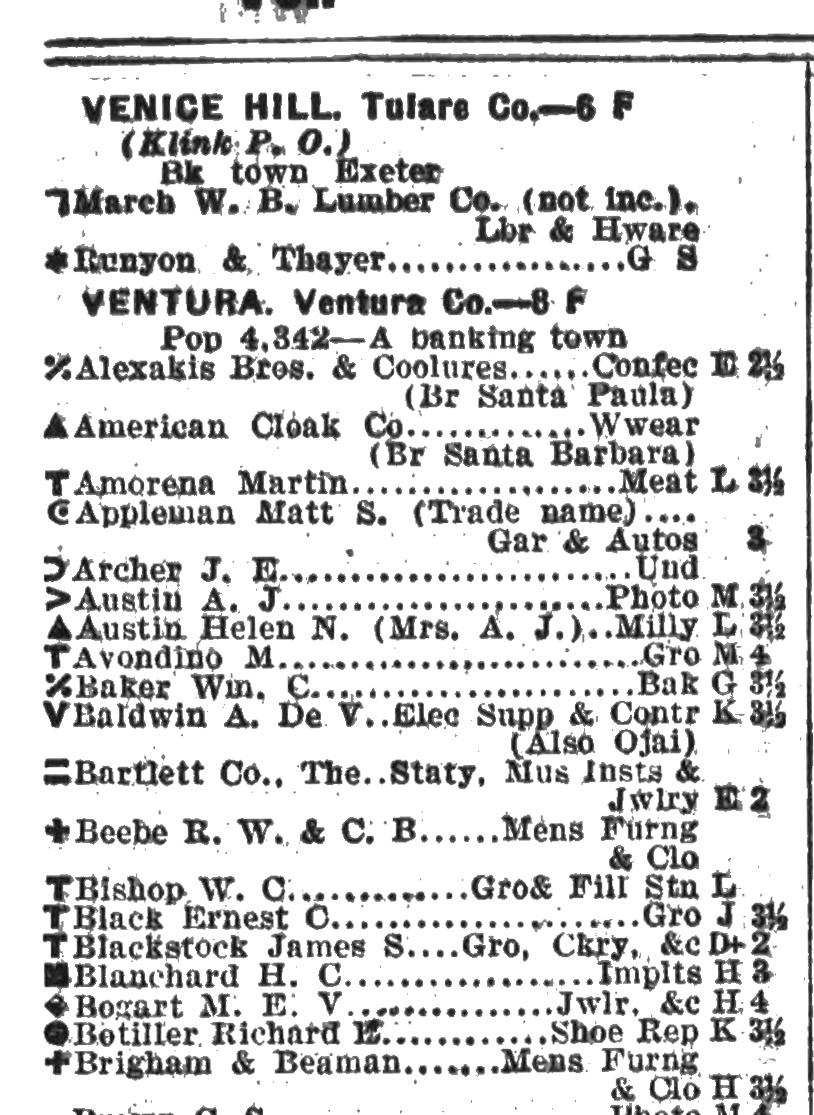 VENICE HILL. Tulare Co.—6 F
(Klink P. O.)
Bk town Exeter
March W. B. Lumber Co. (not inc.).
Lbr & Hware
Runyon & Thayer..................G S
VENTURA. Ventura Co.—8 F
Pop 4,342—A banking town
Alexakis Bros. & Coolures......Confec E 2½
(Br Santa Paula)
American Cloak Co.............Wwear
(Br Santa Barbara)
T Amorena Martin...................Meat L 3½
Appleman Matt S. (Trade name)....
Gar & Autos 3
Archer J. E.........................Und
>Austin A. J......................Photo M 3½
▲Austin Helen N. (Mrs. A. J.)..Milly L 3½
T Avondino M..........................Gro M 4
Baker Wm. C......................Bak G 3½
V Baldwin A. De V..Elec Supp & Contr K 3½
(Also Ojai)
=Bartlett Co., The..Staty, Mus Insts &
Jwlry E 2
✚Beebe R. W. & C. B......Mens Furng
& Clo
T Bishop W. C.............Gro& Fill Stn L
T Black Ernest C......................Gro J 3½
T Blackstock James S....Gro, Ckry, &c D+ 2
■Blanchard H. C..................Implts H 3
Bogart M. E. V...............Jwlr, &c H 4
●Botiller Richard E............Shoe Rep K 3½
✚Brigham & Beaman.......Mens Furng
& Clo H 3½